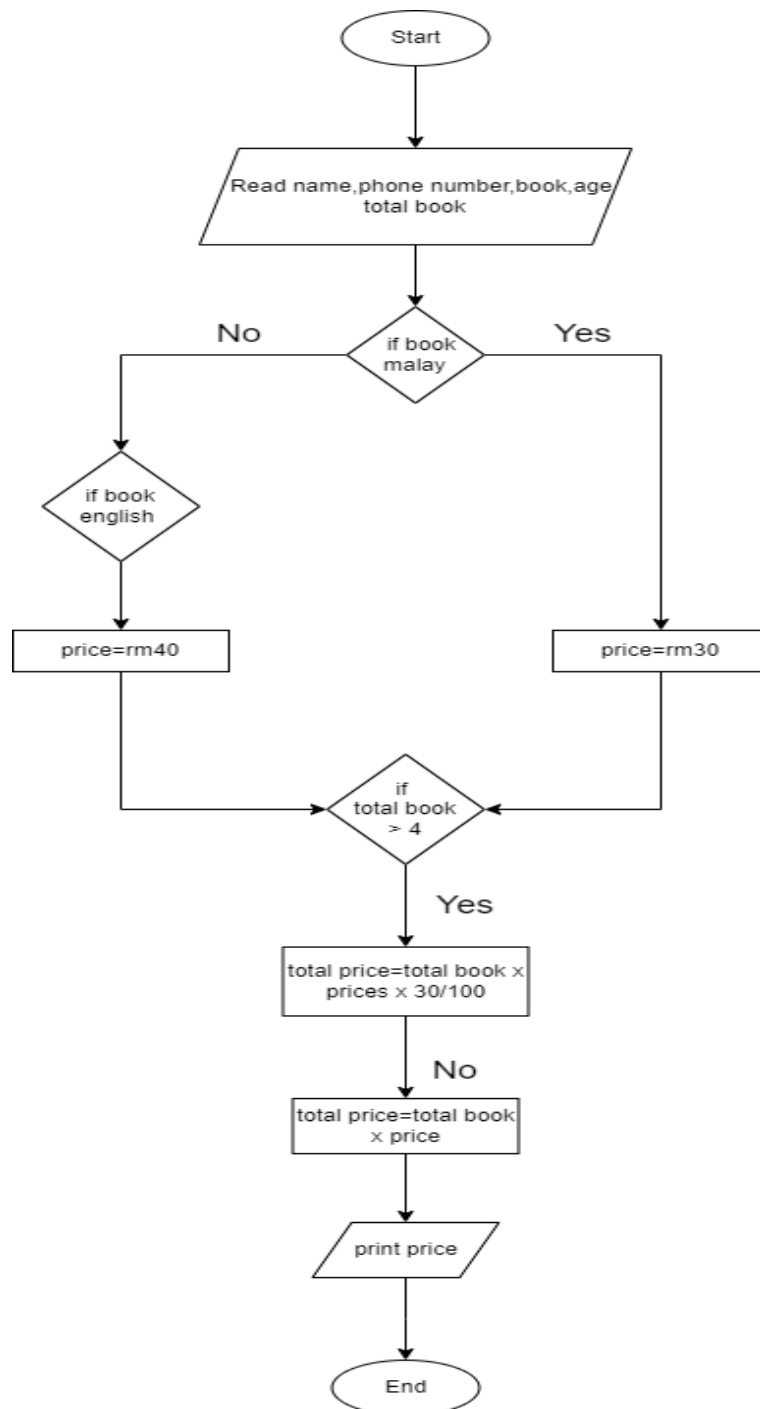 Start
Read name,phone number,book,age
total book
No
Yes
if book
malay
if book
english
price=rm40
price=rm30
if
total book
> 4
Yes
total price=total book x
prices x 30/100
No
total price=total book
x price
print price
End